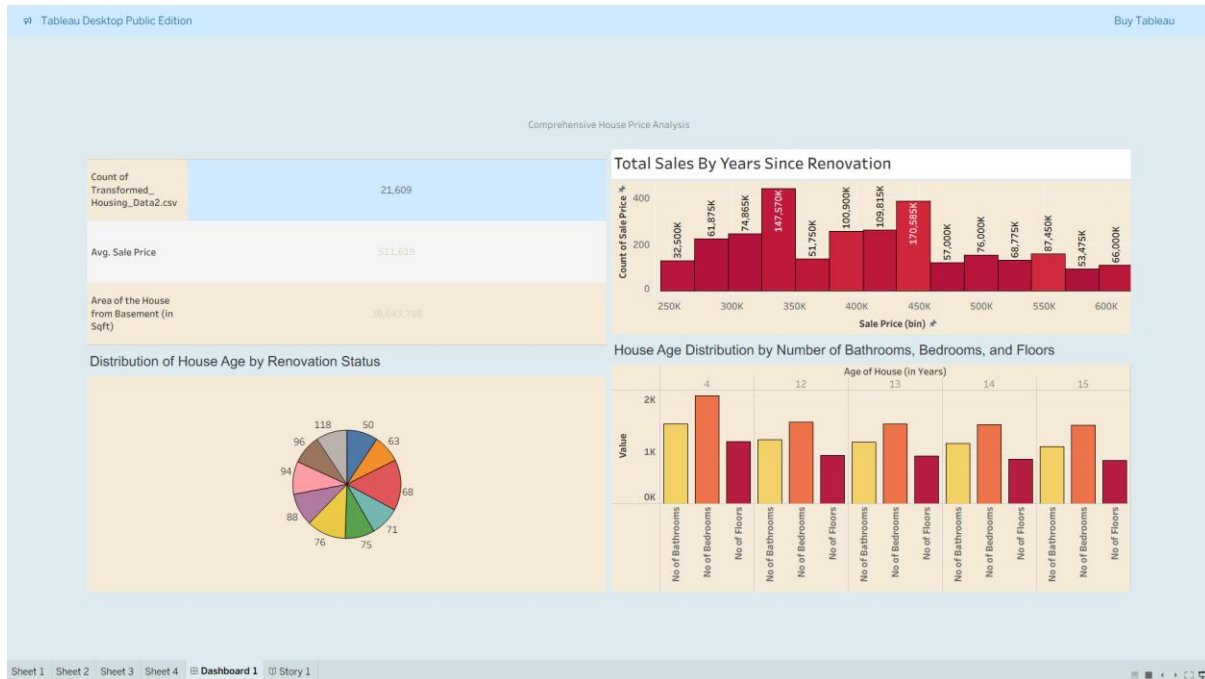 Tableau Desktop Public Edition
Buy Tableau
Comprehensive House Price Analysis
Count of
Transformed_
Housing_Data2.csv
21,609
Avg. Sale Price
511,619
Area of the House
from Basement (in
Sqft)
Total Sales By Years Since Renovation
Count of Sale Price
400
200
0
32,500K
61,875K
74,865K
147,570K
51,750K
100,900K
109,815K
170,585K
57,000K
76,000K
68,775K
87,450K
53,475K
66,000K
250K 300K 350K 400K 450K 500K 550K 600K
Sale Price (bin)
Distribution of House Age by Renovation Status
118
50
63
68
71
75
76
88
94
96
House Age Distribution by Number of Bathrooms, Bedrooms, and Floors
Age of House (in Years)
4 12 13 14 15
Value
2K
1K
0K
No of Bathrooms
No of Bedrooms
No of Floors
No of Bathrooms
No of Bedrooms
No of Floors
No of Bathrooms
No of Bedrooms
No of Floors
No of Bathrooms
No of Bedrooms
No of Floors
No of Bathrooms
No of Bedrooms
No of Floors
Sheet 1 Sheet 2 Sheet 3 Sheet 4 Dashboard 1 Story 1